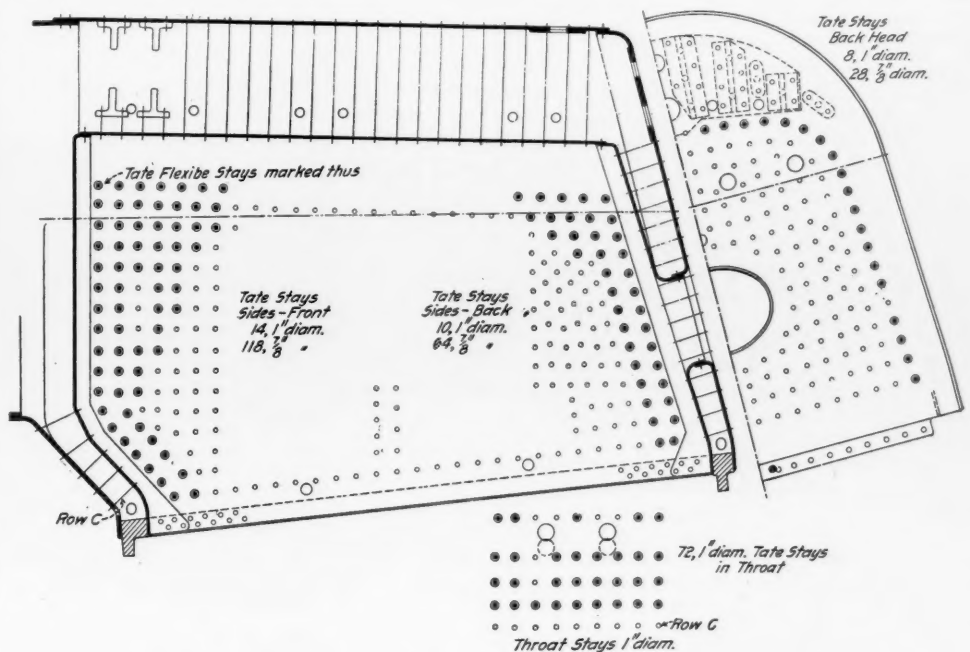 Tate Stays
Back Head
8, 1" diam.
28, 7/8 diam.
Tate Flexibe Stays marked thus
Tate Stays
Sides-Front
14, 1" diam.
118, 7/8 "
Tate Stays
Sides-Back
10, 1" diam.
64, 7/8" "
Row C
72, 1" diam. Tate Stays
in Throat
Row C
Throat Stays 1" diam.